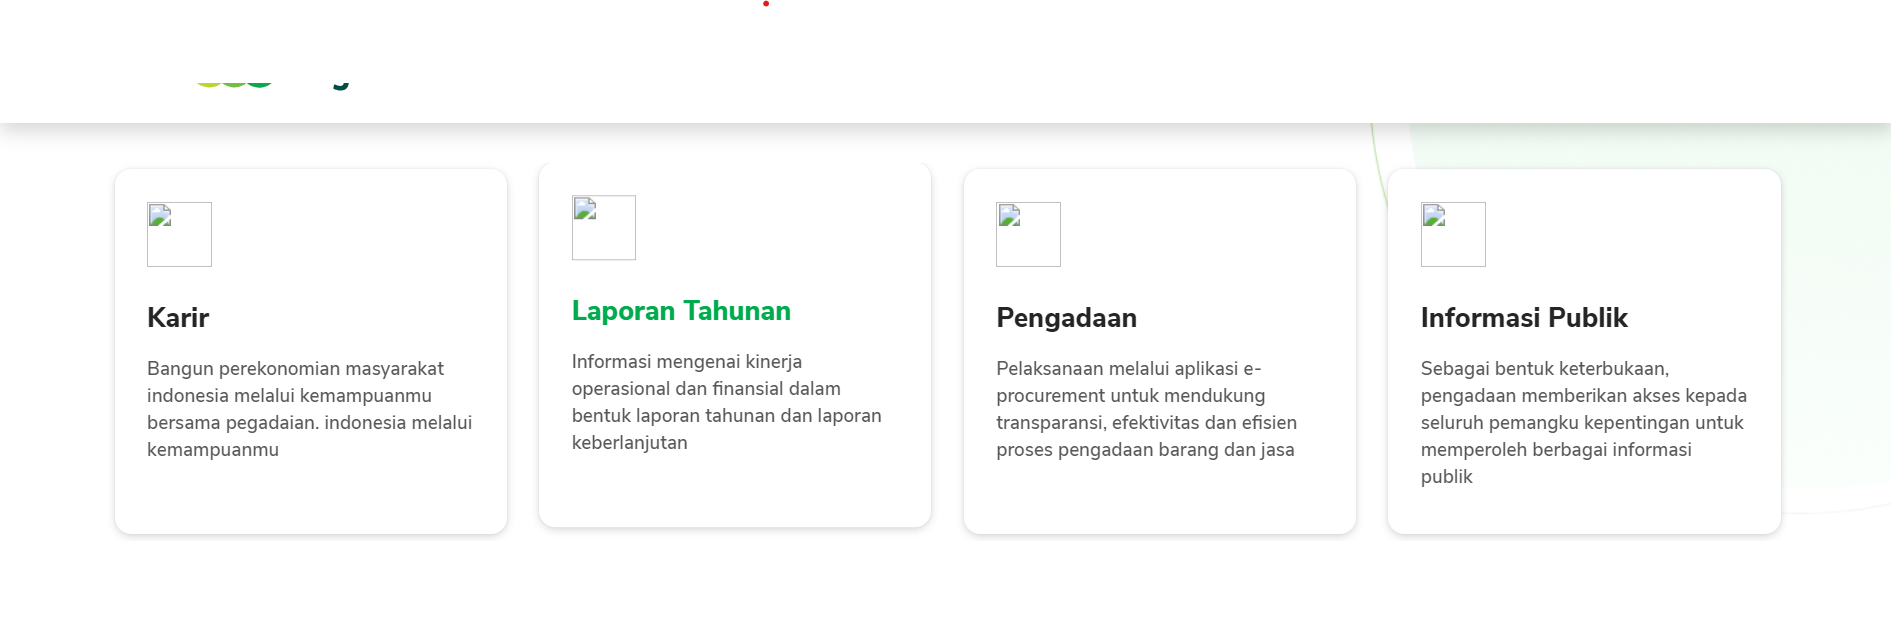 Karir
Bangun perekonomian masyarakat
indonesia melalui kemampuanmu
bersama pegadaian. indonesia melalui
kemampuanmu
Laporan Tahunan
Informasi mengenai kinerja
operasional dan finansial dalam
bentuk laporan tahunan dan laporan
keberlanjutan
Pengadaan
Pelaksanaan melalui aplikasi e-
procurement untuk mendukung
transparansi, efektivitas dan efisien
proses pengadaan barang dan jasa
Informasi Publik
Sebagai bentuk keterbukaan,
pengadaan memberikan akses kepada
seluruh pemangku kepentingan untuk
memperoleh berbagai informasi
publik